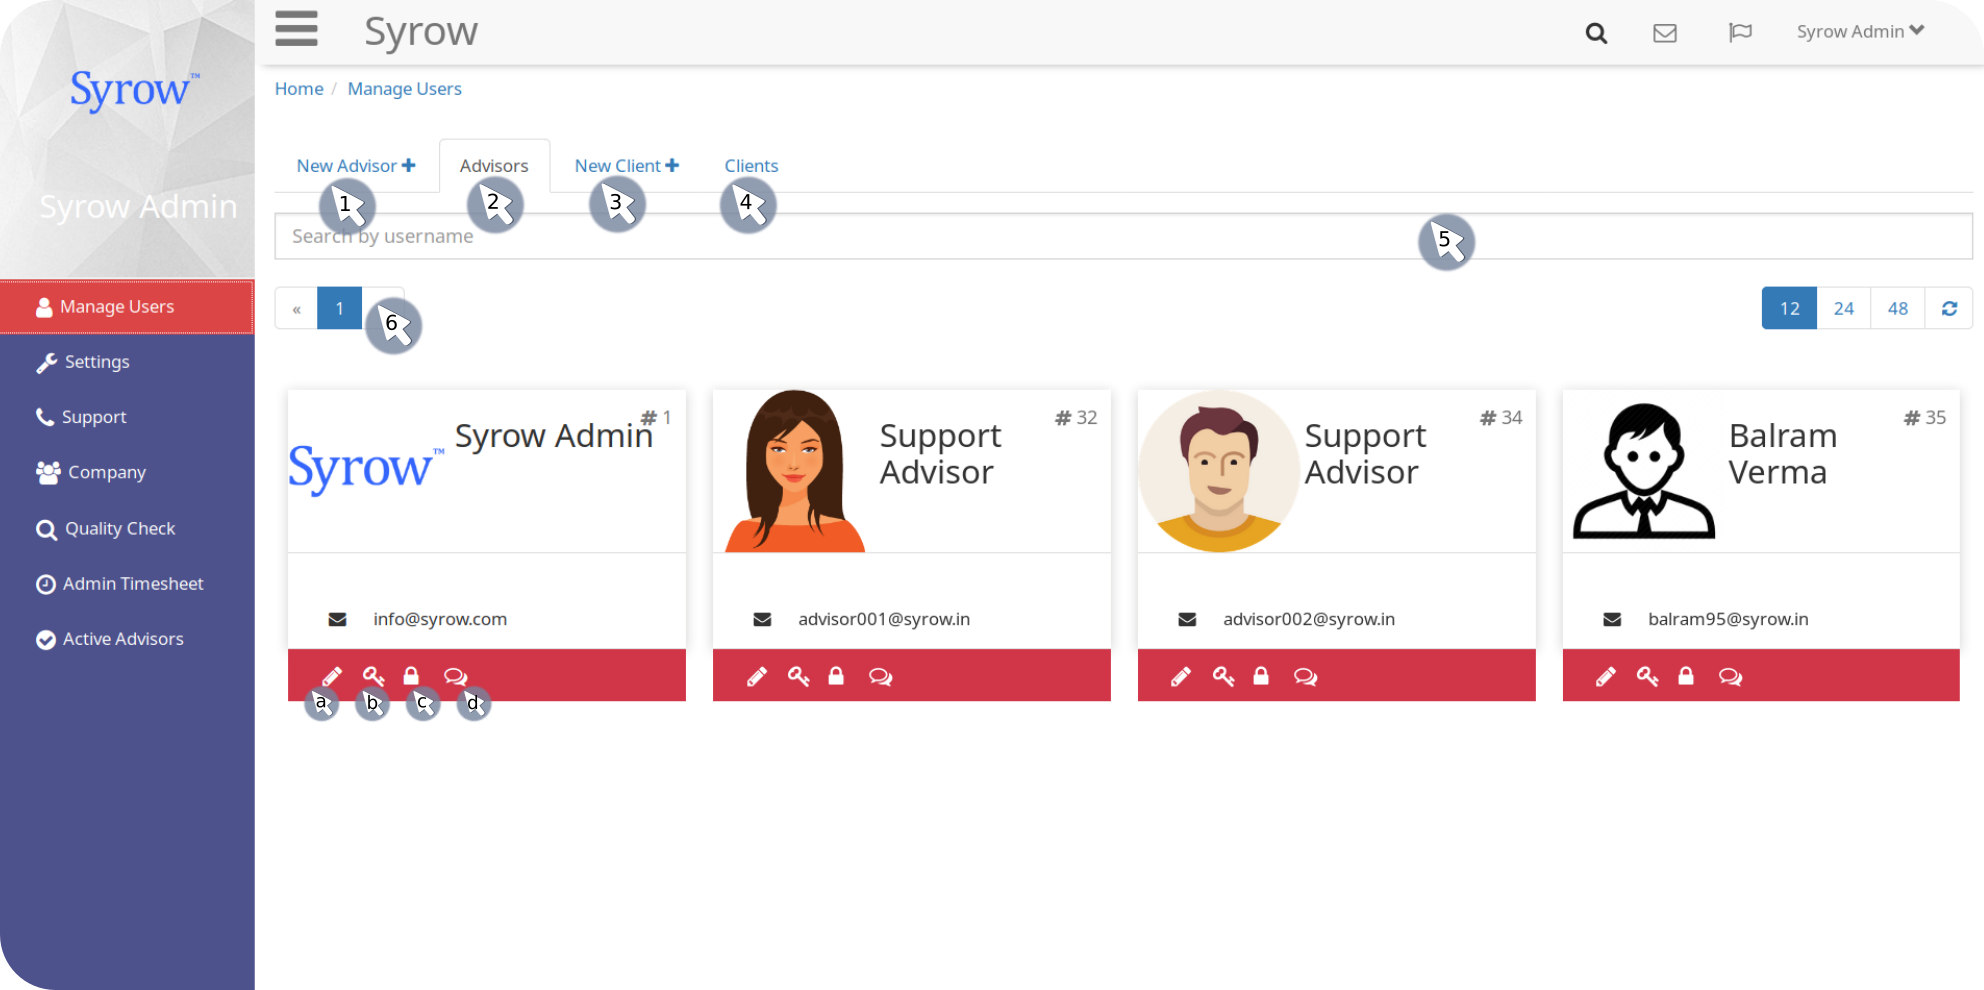 Syrow™
Syrow Admin
Manage Users
Settings
Support
Company
Quality Check
Admin Timesheet
Active Advisors
Syrow
Syrow Admin
Home / Manage Users
New Advisor
Advisors
New Client
Clients
1
2
3
4
Search by username
5
« 1
6
12 24 48
Syrow™
Syrow Admin
# 1
info@syrow.com
a b c d
Support
Advisor
# 32
advisor001@syrow.in
Support
Advisor
# 34
advisor002@syrow.in
Balram
Verma
# 35
balram95@syrow.in